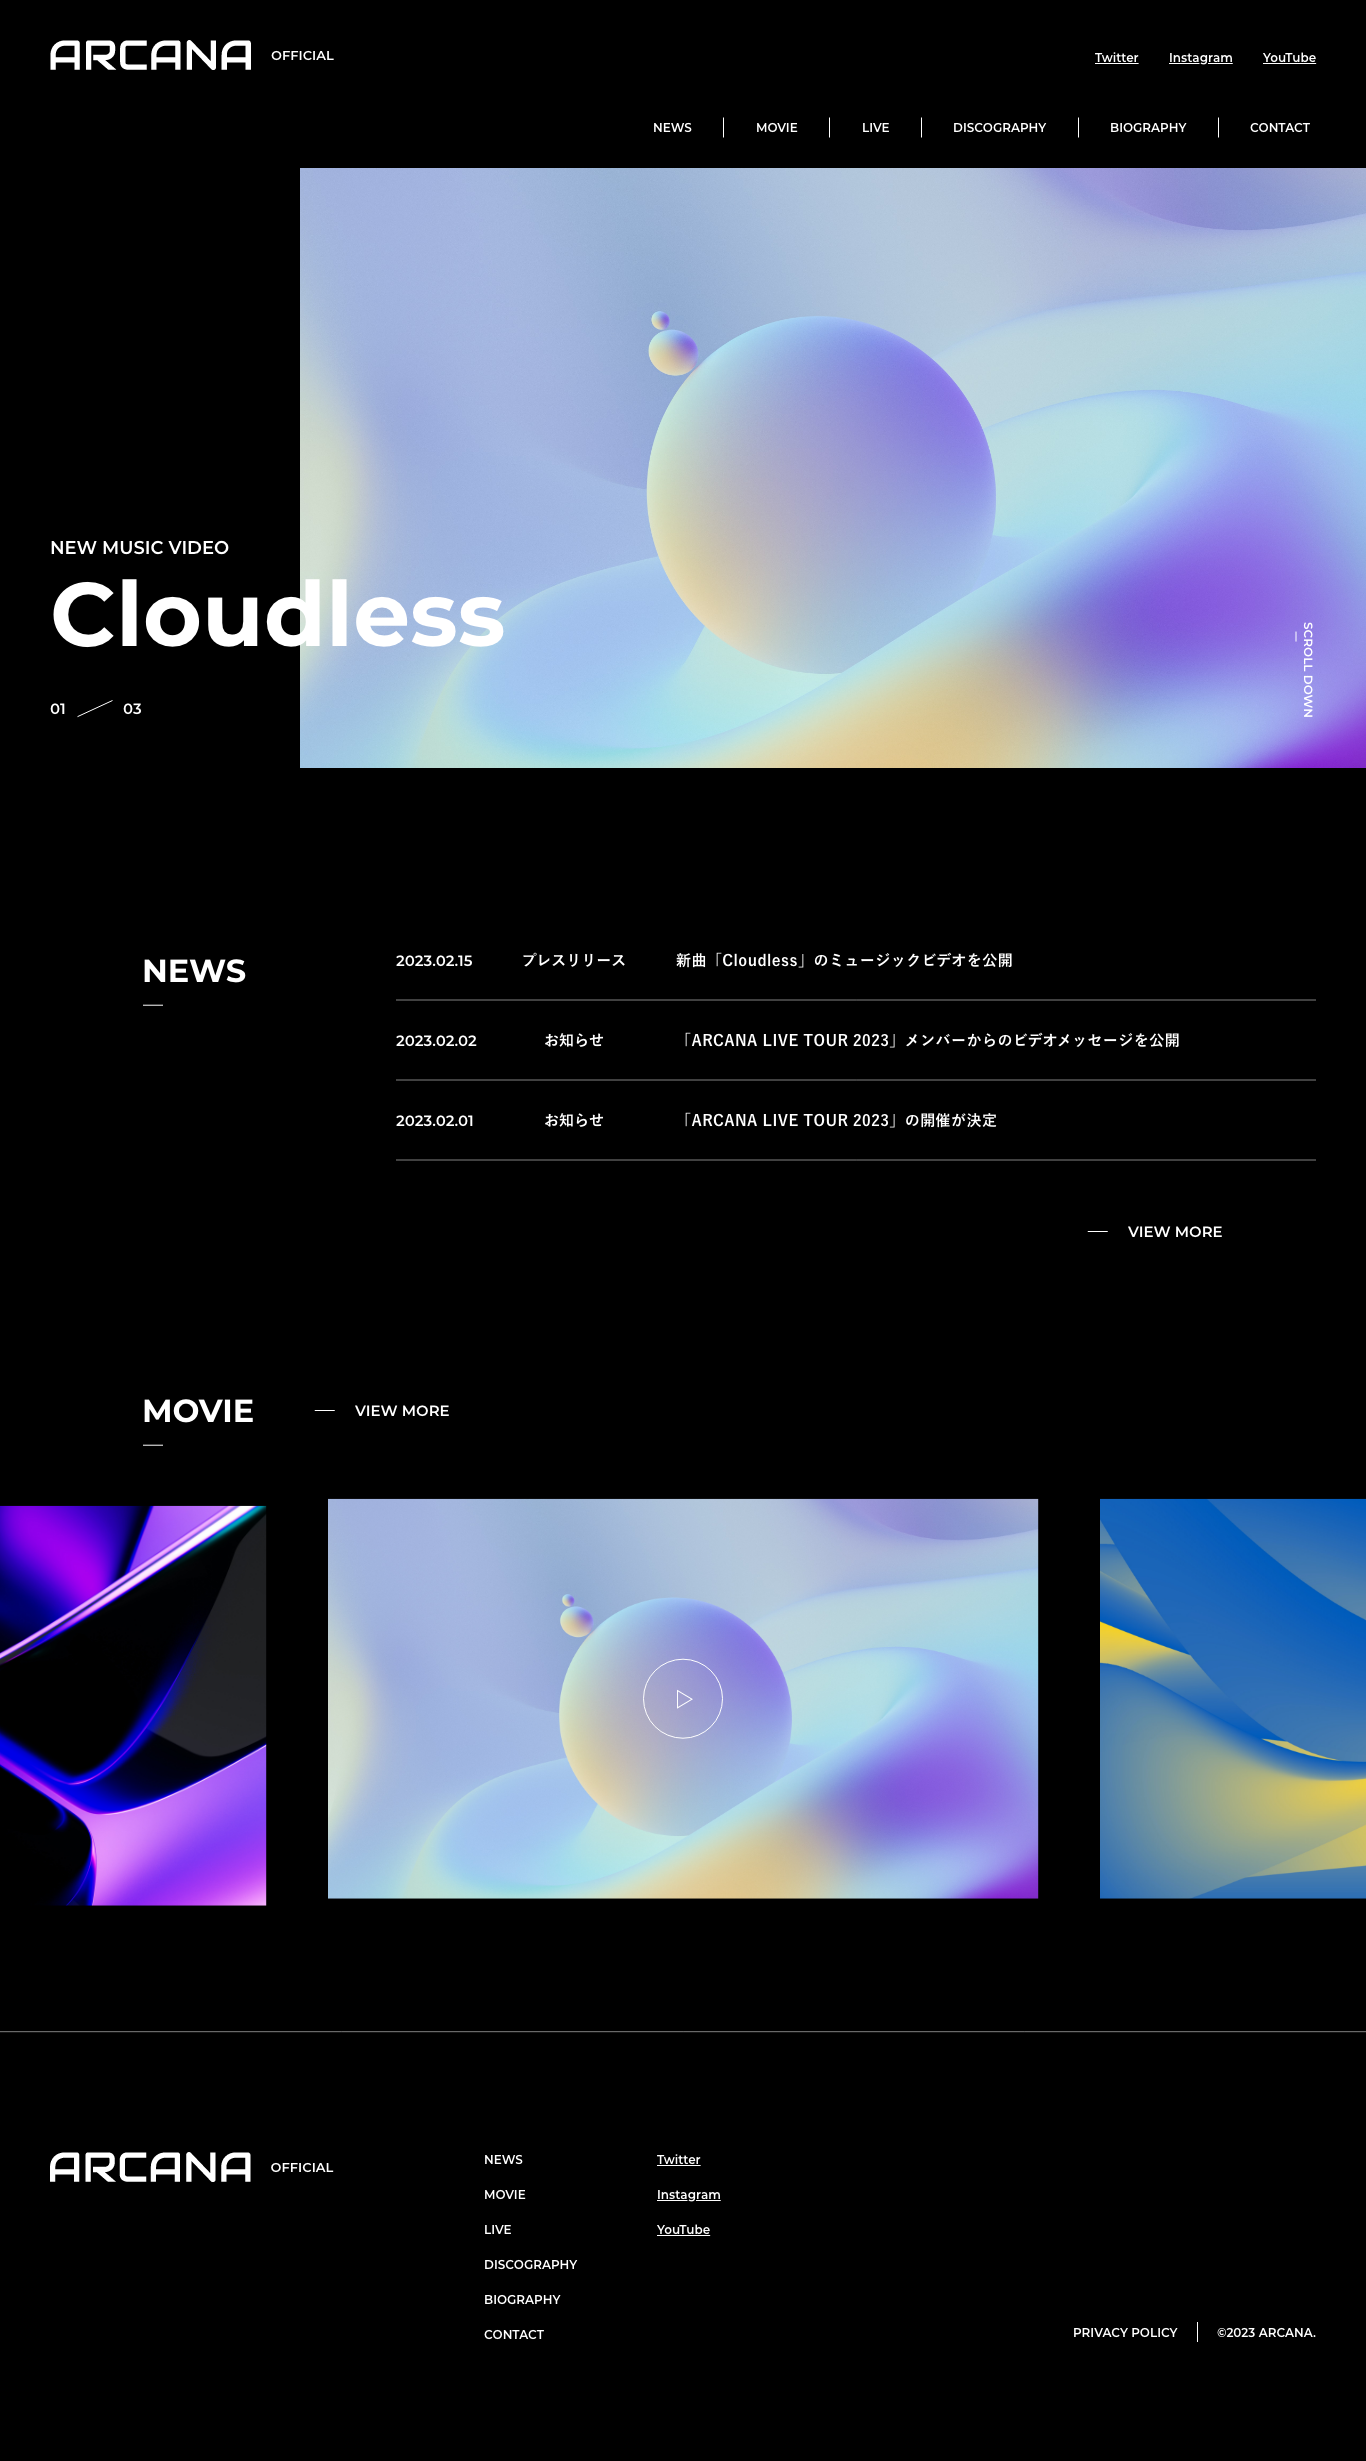 ARCANA OFFICIAL
Twitter Instagram YouTube
NEWS MOVIE LIVE DISCOGRAPHY BIOGRAPHY CONTACT
NEW MUSIC VIDEO
Cloudless
01 03
SCROLL DOWN
NEWS
2023.02.15 プレスリリース 新曲「Cloudless」のミュージックビデオを公開
2023.02.02 お知らせ 「ARCANA LIVE TOUR 2023」メンバーからのビデオメッセージを公開
2023.02.01 お知らせ 「ARCANA LIVE TOUR 2023」の開催が決定
VIEW MORE
MOVIE
VIEW MORE
ARCANA OFFICIAL
NEWS
MOVIE
LIVE
DISCOGRAPHY
BIOGRAPHY
CONTACT
Twitter
Instagram
YouTube
PRIVACY POLICY ©2023 ARCANA.